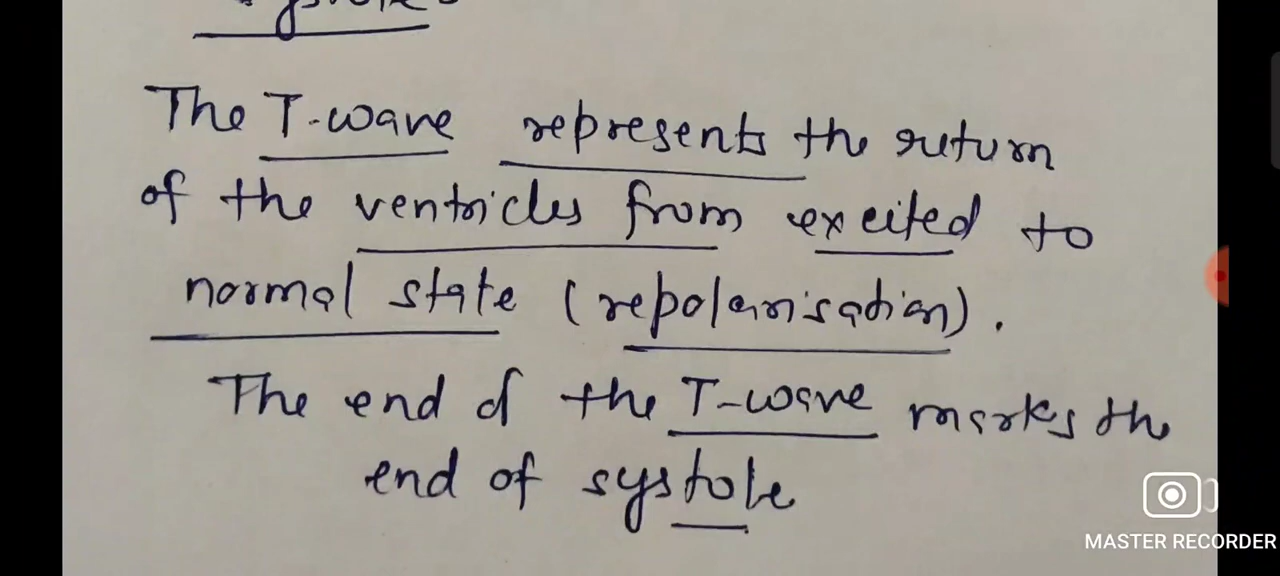 The T-wave represents the return
of the ventricles from excited to
normal state (repolarisation).
The end of the T-wave marks the
end of systole
MASTER RECORDER